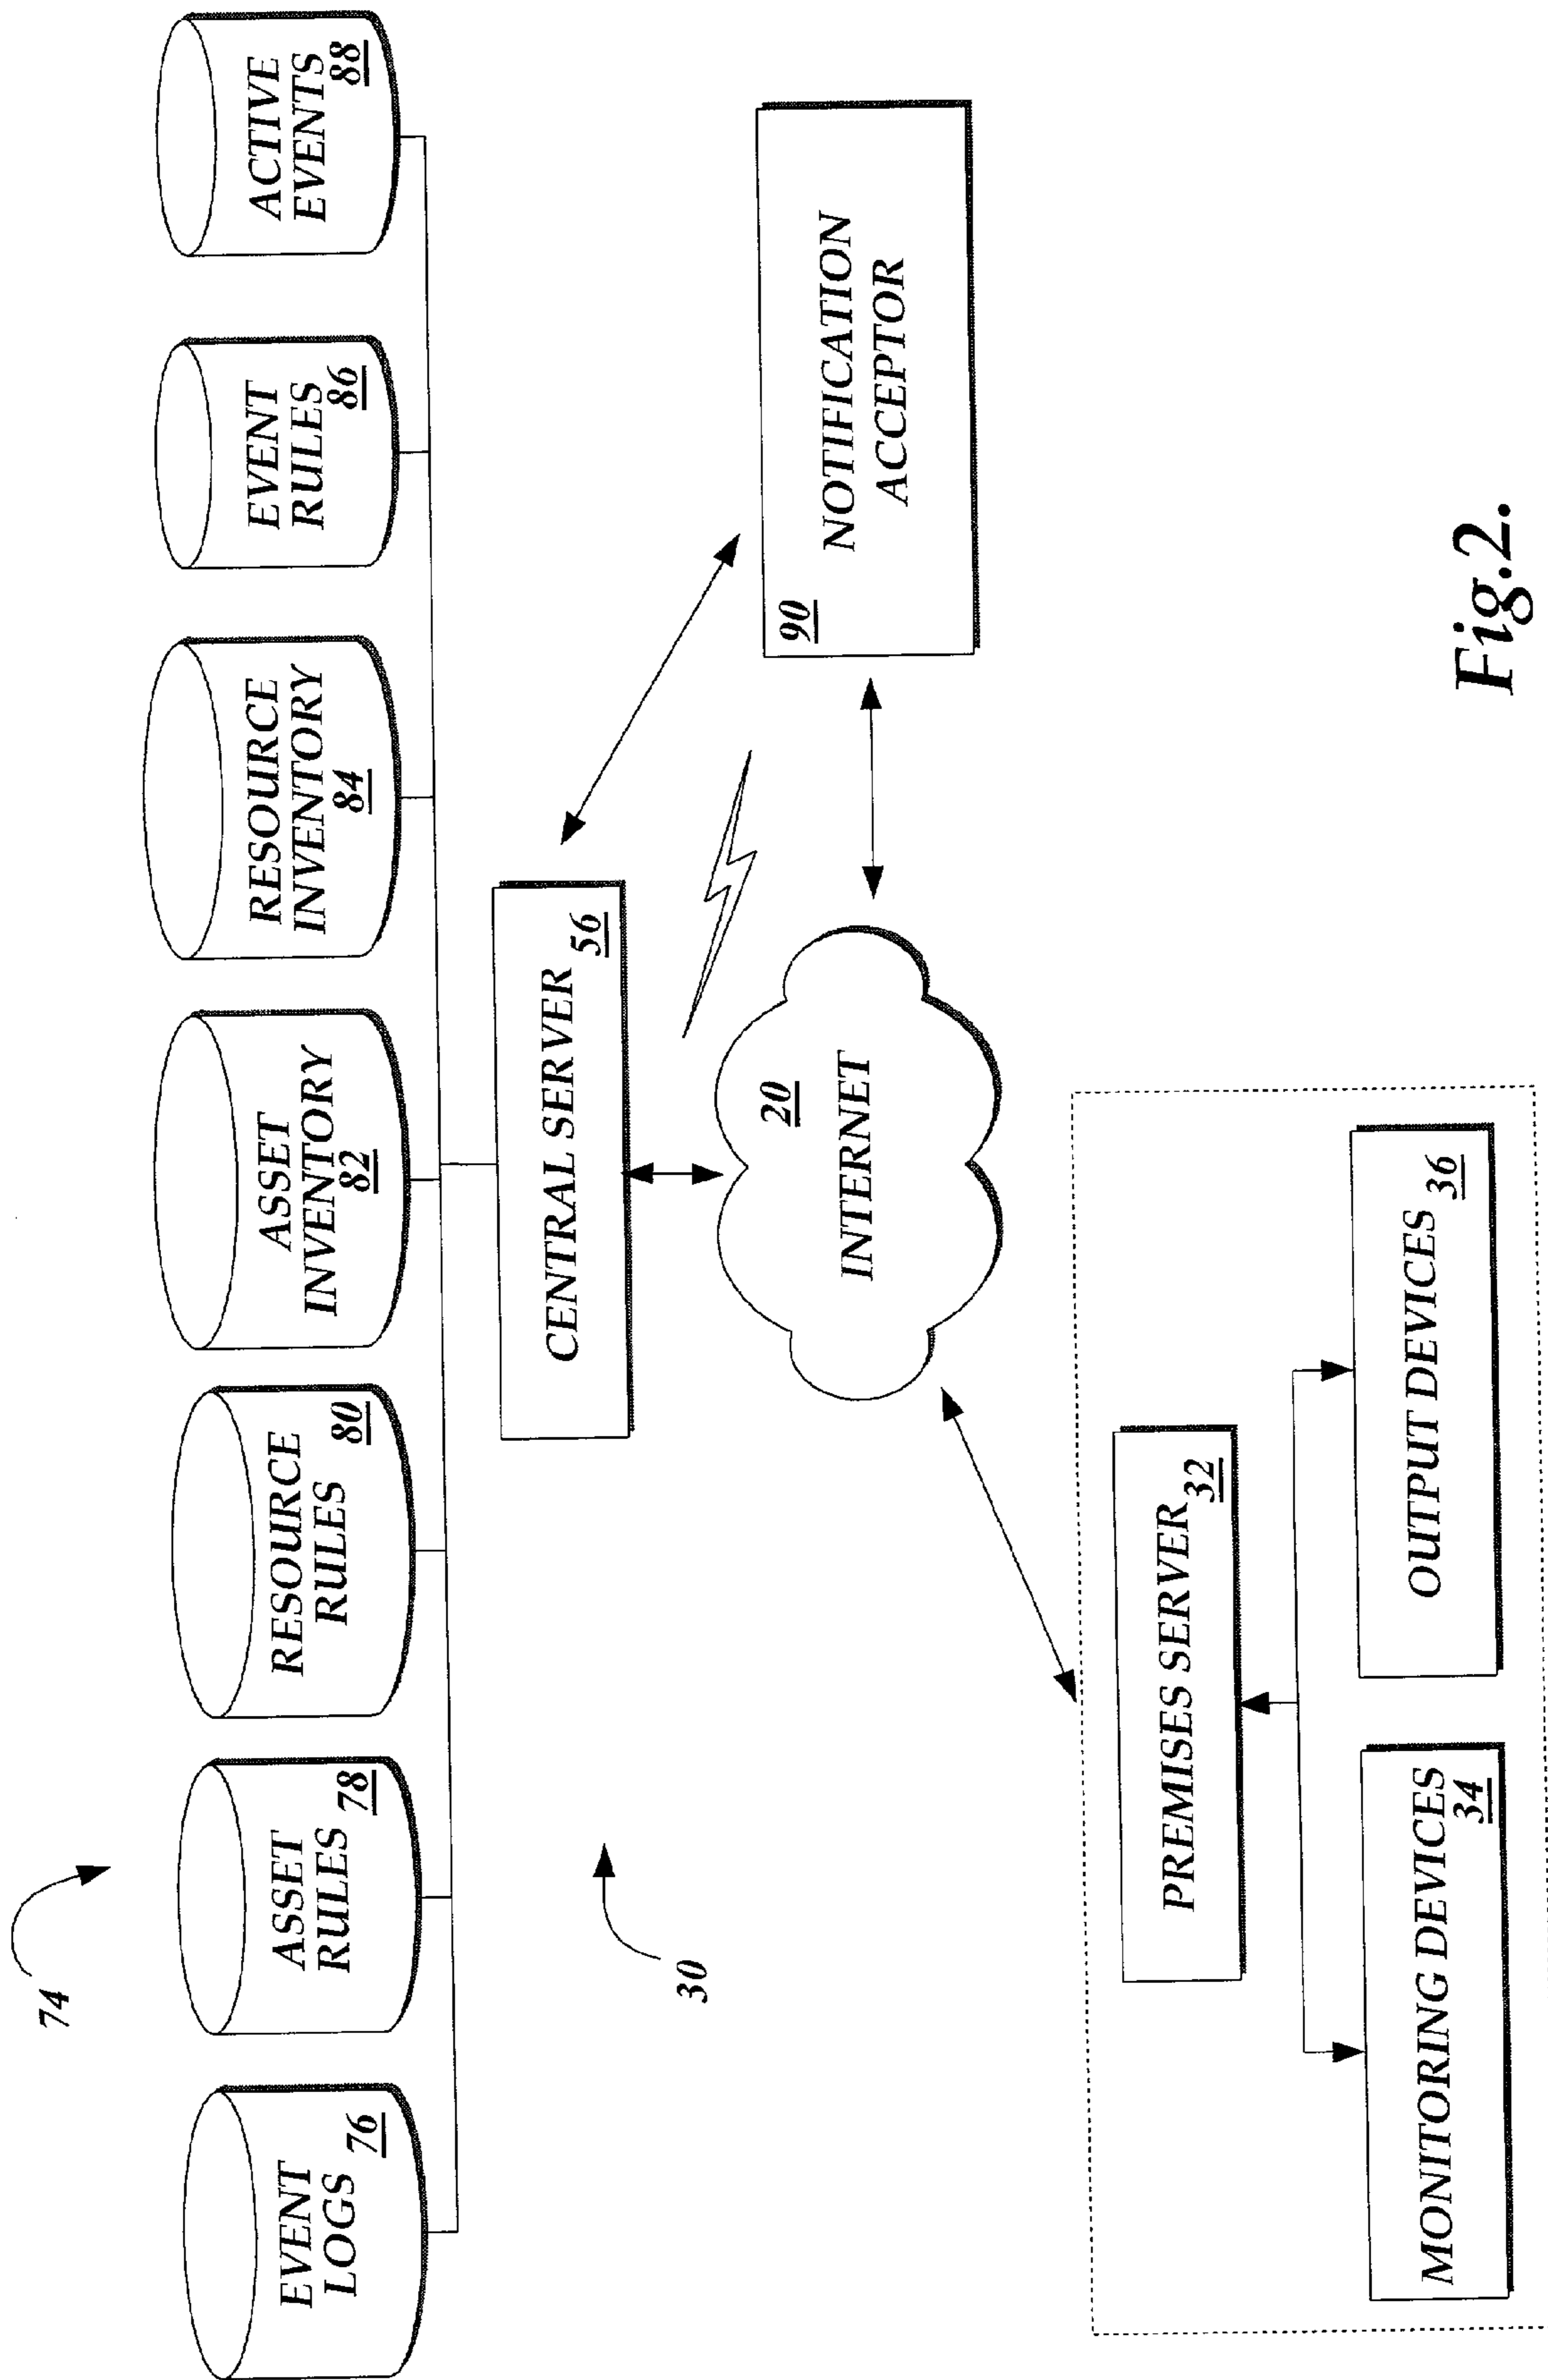 74
EVENT
LOGS
76
ASSET
RULES
78
RESOURCE
RULES
80
ASSET
INVENTORY
82
RESOURCE
INVENTORY
84
EVENT
RULES
86
ACTIVE
EVENTS
88
30
CENTRAL SERVER
56
90
NOTIFICATION
ACCEPTOR
20
INTERNET
PREMISES SERVER
32
MONITORING DEVICES
34
OUTPUT DEVICES
36
Fig.2.